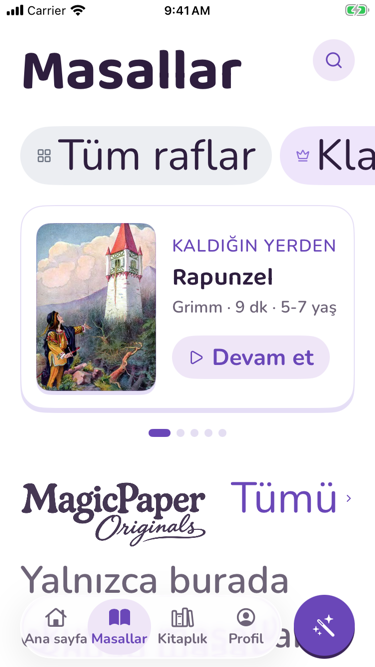 Carrier 9:41 AM
Masallar
Tüm raflar
Kla
KALDIĞIN YERDEN
Rapunzel
Grimm · 9 dk · 5-7 yaş
Devam et
MagicPaper
Originals
Tümü
Yalnızca burada
Ana sayfa
Masallar
Kitaplık
Profil